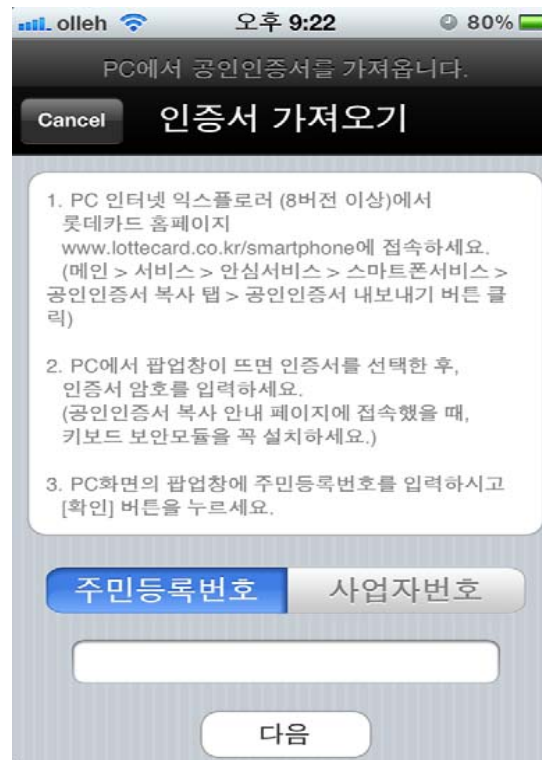 olleh 오후 9:22 80%
PC에서 공인인증서를 가져옵니다.
Cancel 인증서 가져오기
1. PC 인터넷 익스플로러 (8버전 이상)에서
롯데카드 홈페이지
www.lottecard.co.kr/smartphone에 접속하세요.
(메인 > 서비스 > 안심서비스 > 스마트폰서비스 >
공인인증서 복사 탭 > 공인인증서 내보내기 버튼 클
릭)
2. PC에서 팝업창이 뜨면 인증서를 선택한 후,
인증서 암호를 입력하세요.
(공인인증서 복사 안내 페이지에 접속했을 때,
키보드 보안모듈을 꼭 설치하세요.)
3. PC화면의 팝업창에 주민등록번호를 입력하시고
[확인] 버튼을 누르세요.
주민등록번호 사업자번호
다음